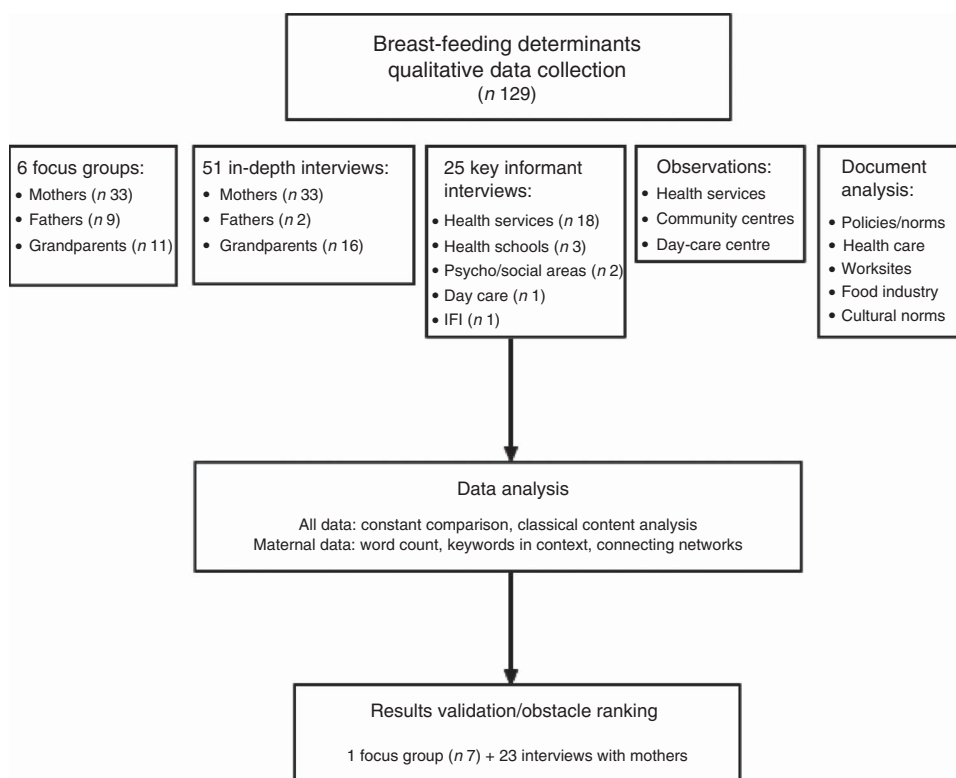 Breast-feeding determinants
qualitative data collection
(n 129)
6 focus groups:
• Mothers (n 33)
• Fathers (n 9)
• Grandparents (n 11)
51 in-depth interviews:
• Mothers (n 33)
• Fathers (n 2)
• Grandparents (n 16)
25 key informant
interviews:
• Health services (n 18)
• Health schools (n 3)
• Psycho/social areas (n 2)
• Day care (n 1)
• IFI (n 1)
Observations:
• Health services
• Community centres
• Day-care centre
Document
analysis:
• Policies/norms
• Health care
• Worksites
• Food industry
• Cultural norms
Data analysis
All data: constant comparison, classical content analysis
Maternal data: word count, keywords in context, connecting networks
Results validation/obstacle ranking
1 focus group (n 7) + 23 interviews with mothers